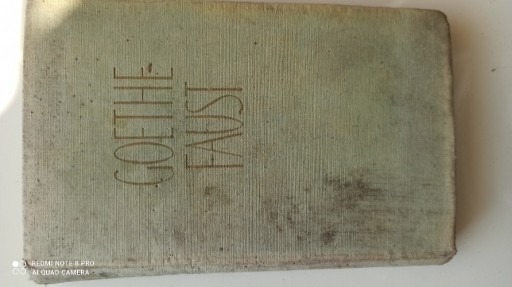 GOETHE
FAUST
REDMI NOTE 8 PRO
AI QUAD CAMERA